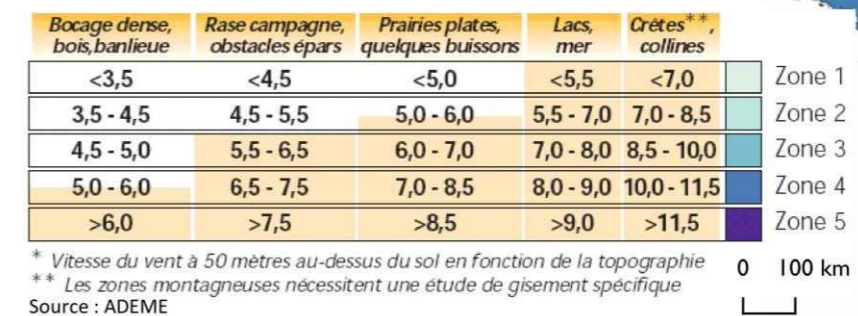 Bocage dense, Rase campagne, Prairies plates, Lacs, Crêtes**,
bois,banlieue obstacles épars quelques buissons mer collines
<3,5 <4,5 <5,0 <5,5 <7,0 Zone 1
3,5 - 4,5 4,5 - 5,5 5,0 - 6,0 5,5 - 7,0 7,0 - 8,5 Zone 2
4,5 - 5,0 5,5 - 6,5 6,0 - 7,0 7,0 - 8,0 8,5 - 10,0 Zone 3
5,0 - 6,0 6,5 - 7,5 7,0 - 8,5 8,0 - 9,0 10,0 - 11,5 Zone 4
>6,0 >7,5 >8,5 >9,0 >11,5 Zone 5
* Vitesse du vent à 50 mètres au-dessus du sol en fonction de la topographie 0 100 km
** Les zones montagneuses nécessitent une étude de gisement spécifique
Source : ADEME